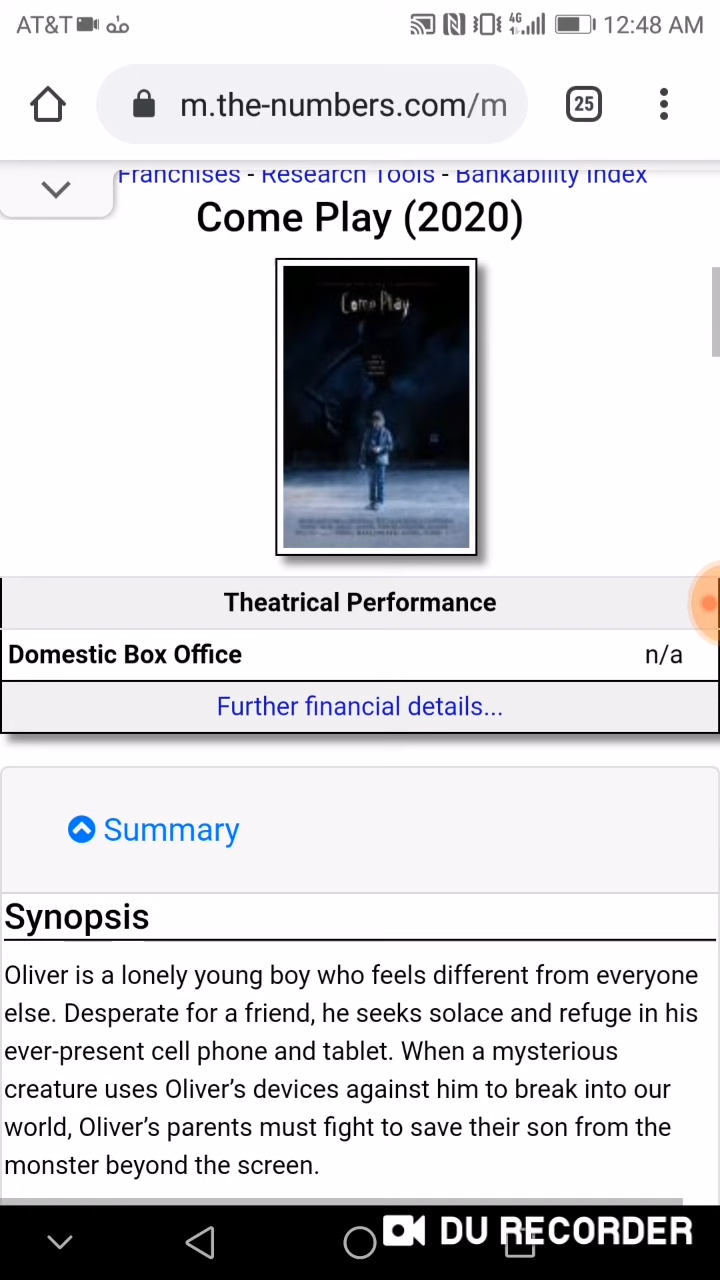 AT&T 4G 12:48 AM
m.the-numbers.com/m 25
Franchises - Research Tools - Bankability Index
Come Play (2020)
Come Play
Theatrical Performance
Domestic Box Office n/a
Further financial details...
Summary
Synopsis
Oliver is a lonely young boy who feels different from everyone
else. Desperate for a friend, he seeks solace and refuge in his
ever-present cell phone and tablet. When a mysterious
creature uses Oliver’s devices against him to break into our
world, Oliver’s parents must fight to save their son from the
monster beyond the screen.
DU RECORDER